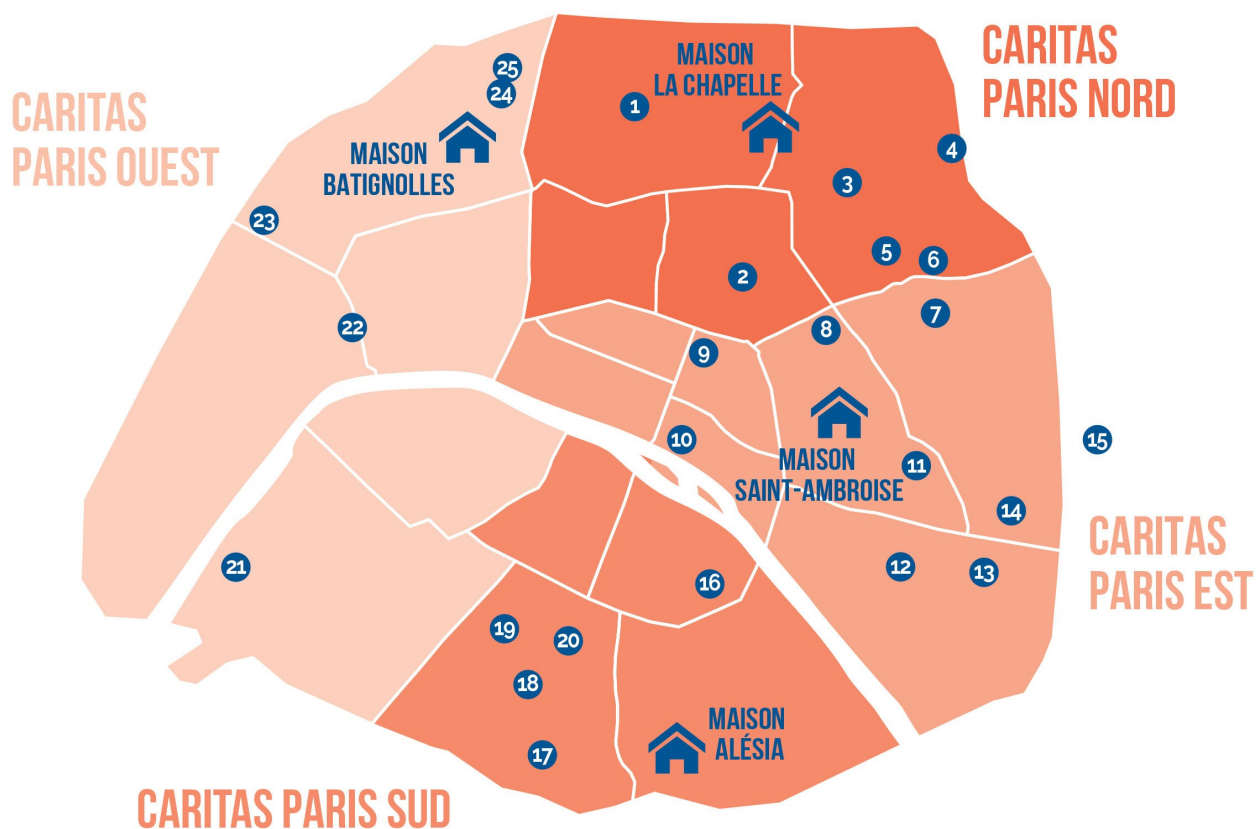 CARITAS
PARIS NORD
MAISON
LA CHAPELLE
CARITAS
PARIS OUEST
MAISON
BATIGNOLLES
25
24
1
4
3
23
5
6
2
7
22
8
9
10
15
MAISON
SAINT-AMBROISE
11
14
CARITAS
PARIS EST
21
12
13
16
19
20
18
17
MAISON
ALÉSIA
CARITAS PARIS SUD